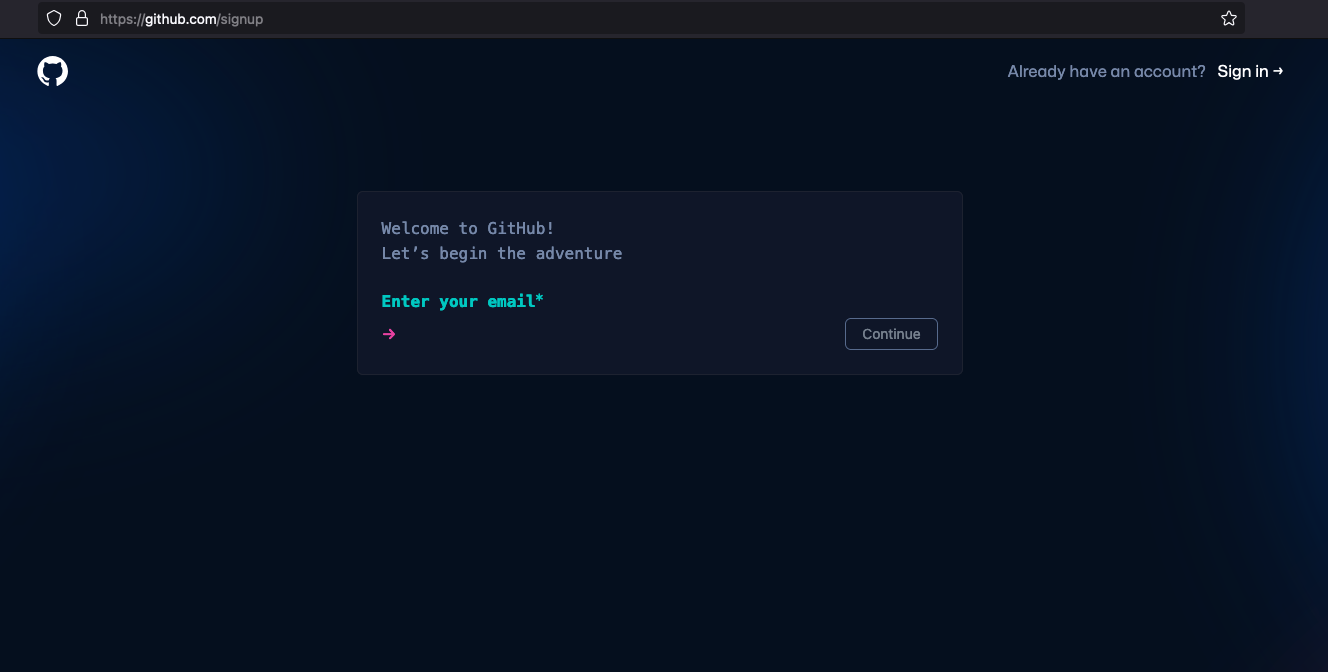 https://github.com/signup
Already have an account? Sign in →
Welcome to GitHub!
Let’s begin the adventure
Enter your email*
→
Continue